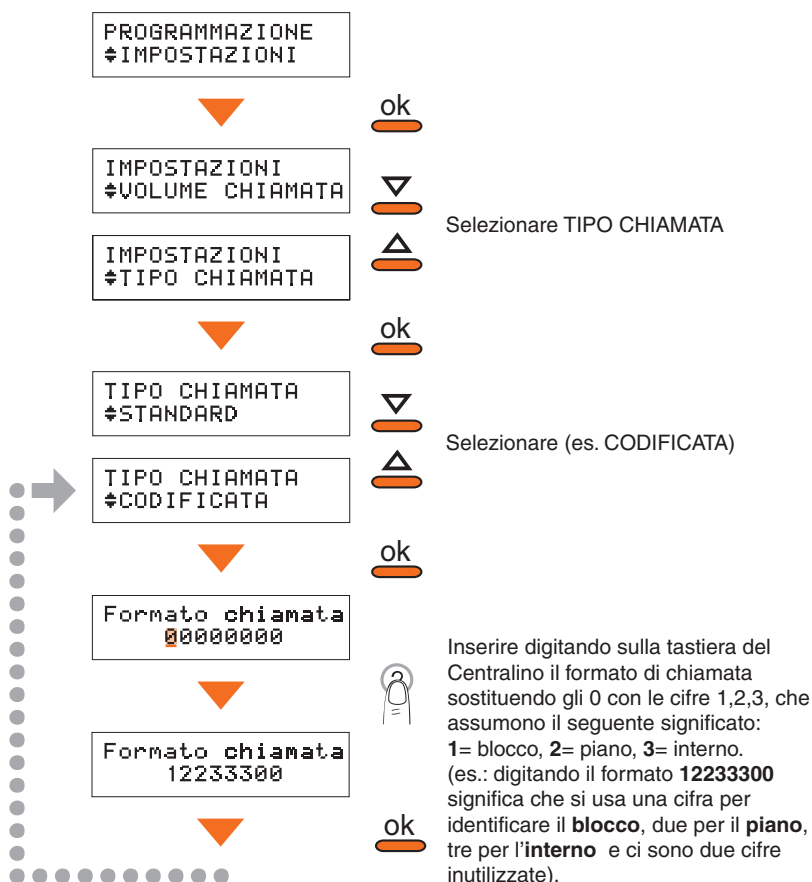 PROGRAMMAZIONE
IMPOSTAZIONI
ok
IMPOSTAZIONI
VOLUME CHIAMATA
Selezionare TIPO CHIAMATA
IMPOSTAZIONI
TIPO CHIAMATA
ok
TIPO CHIAMATA
STANDARD
Selezionare (es. CODIFICATA)
TIPO CHIAMATA
CODIFICATA
ok
Formato chiamata
00000000
2
Inserire digitando sulla tastiera del
Centralino il formato di chiamata
sostituendo gli 0 con le cifre 1,2,3, che
assumono il seguente significato:
1= blocco, 2= piano, 3= interno.
(es.: digitando il formato 12233300
significa che si usa una cifra per
identificare il blocco, due per il piano,
tre per l'interno e ci sono due cifre
inutilizzate).
Formato chiamata
12233300
ok